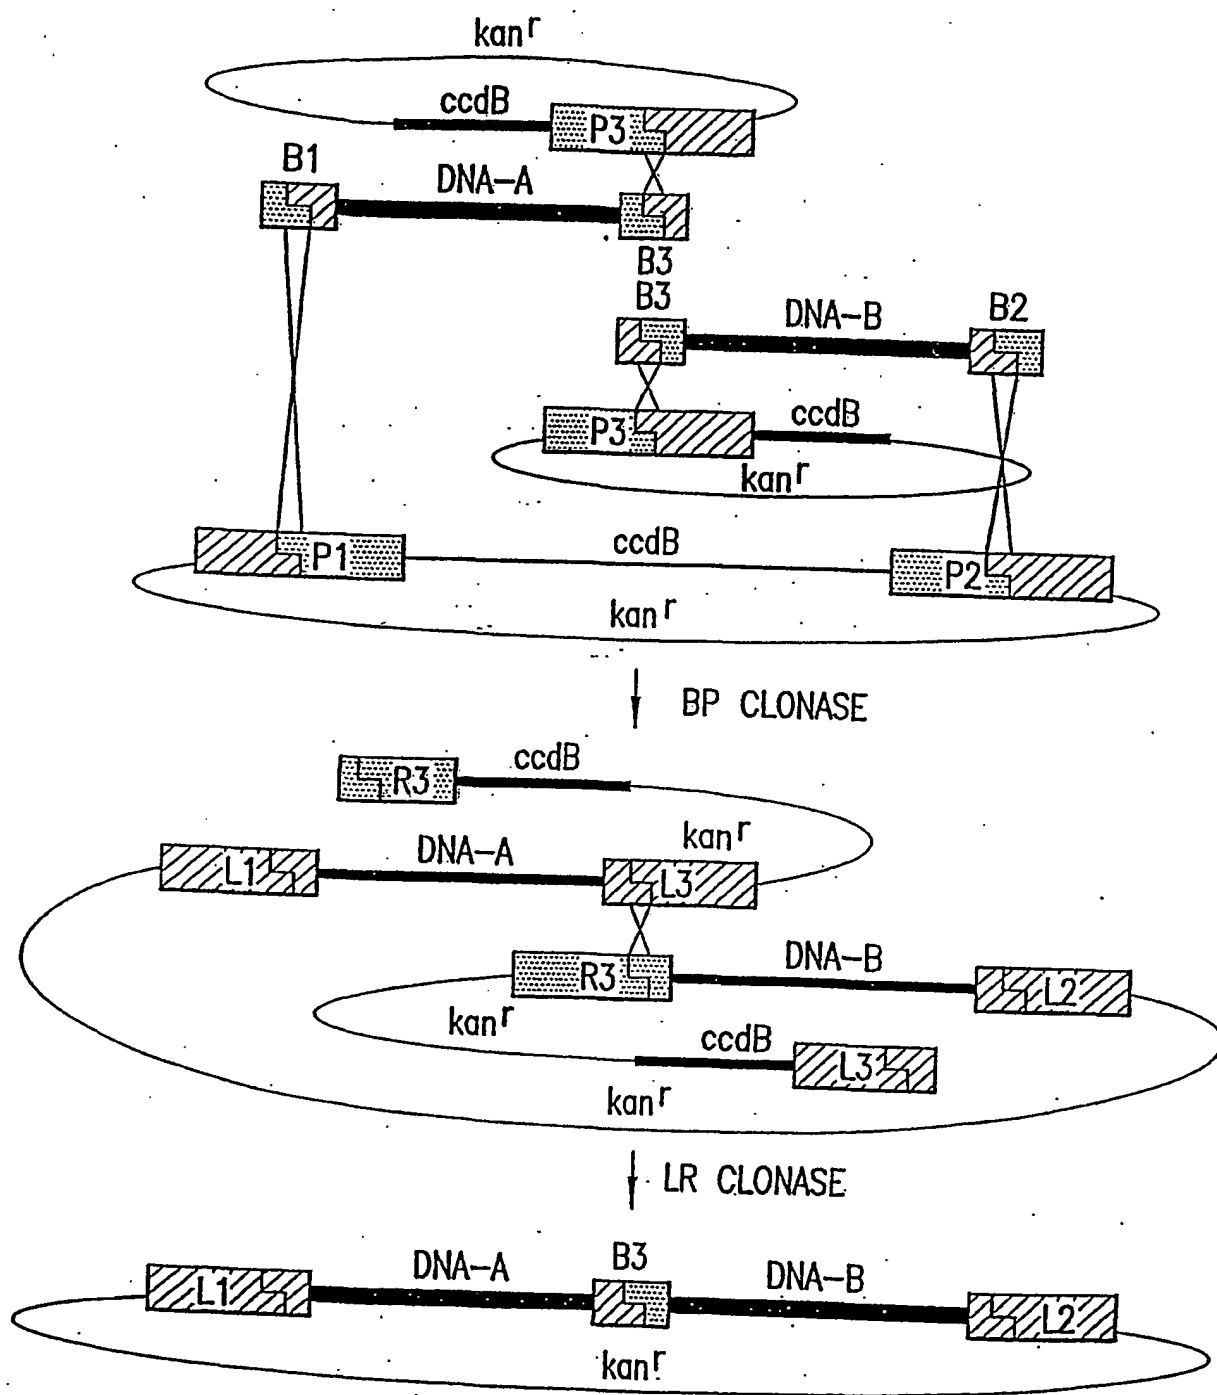 kanʳ
ccdB
P3
B1
DNA-A
B3
B3
DNA-B
B2
P3
ccdB
kanʳ
P1
ccdB
P2
kanʳ
BP CLONASE
R3
ccdB
kanʳ
L1
DNA-A
L3
R3
DNA-B
L2
kanʳ
ccdB
L3
kanʳ
LR CLONASE
L1
DNA-A
B3
DNA-B
L2
kanʳ